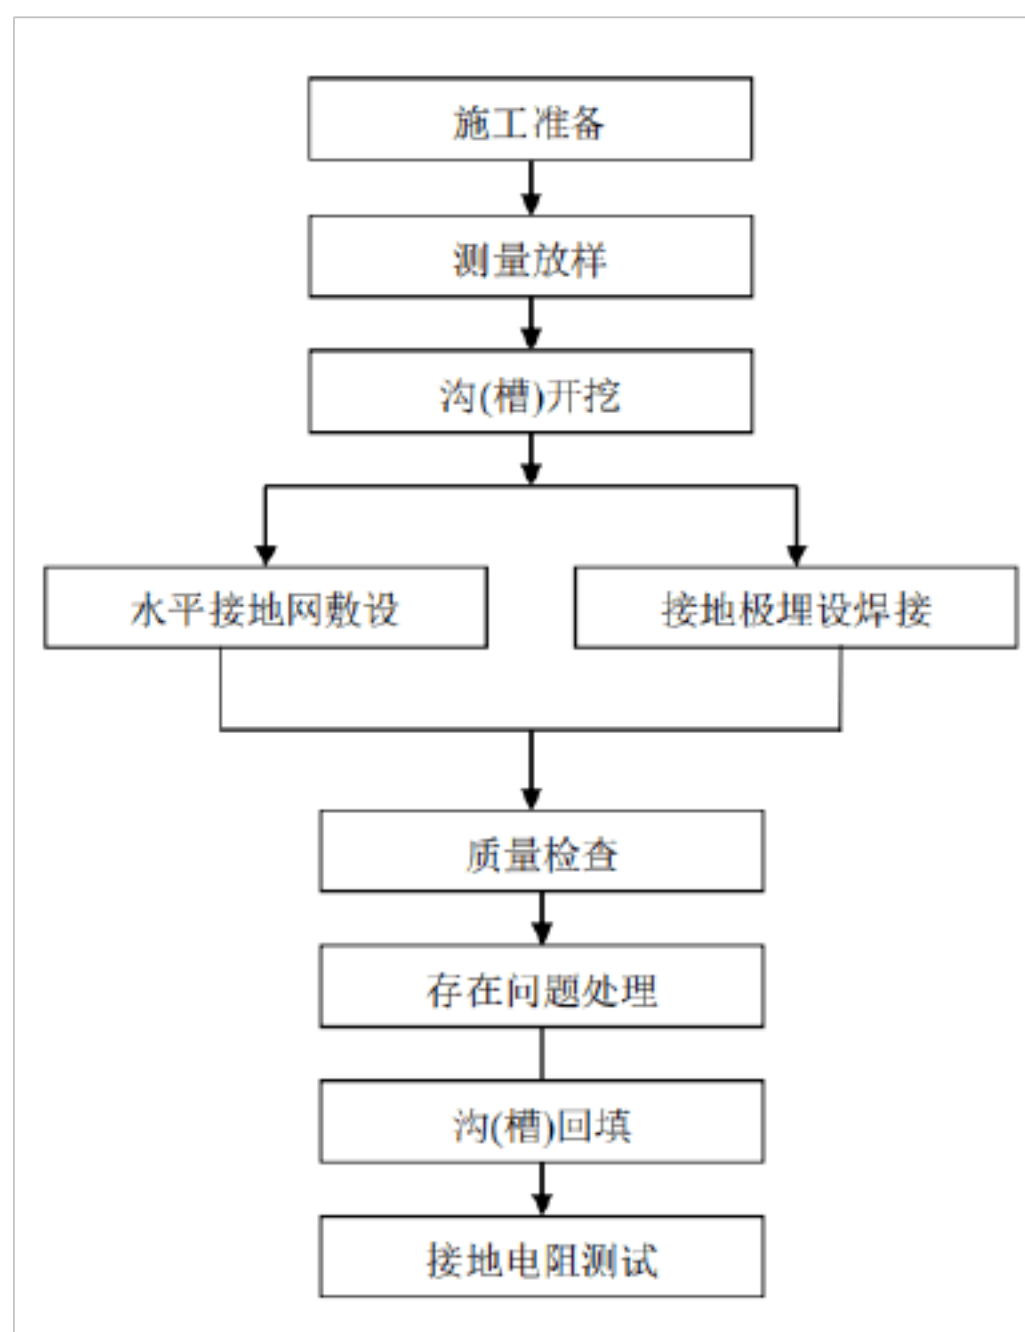 施工准备
测量放样
沟(槽)开挖
水平接地网敷设
接地极埋设焊接
质量检查
存在问题处理
沟(槽)回填
接地电阻测试